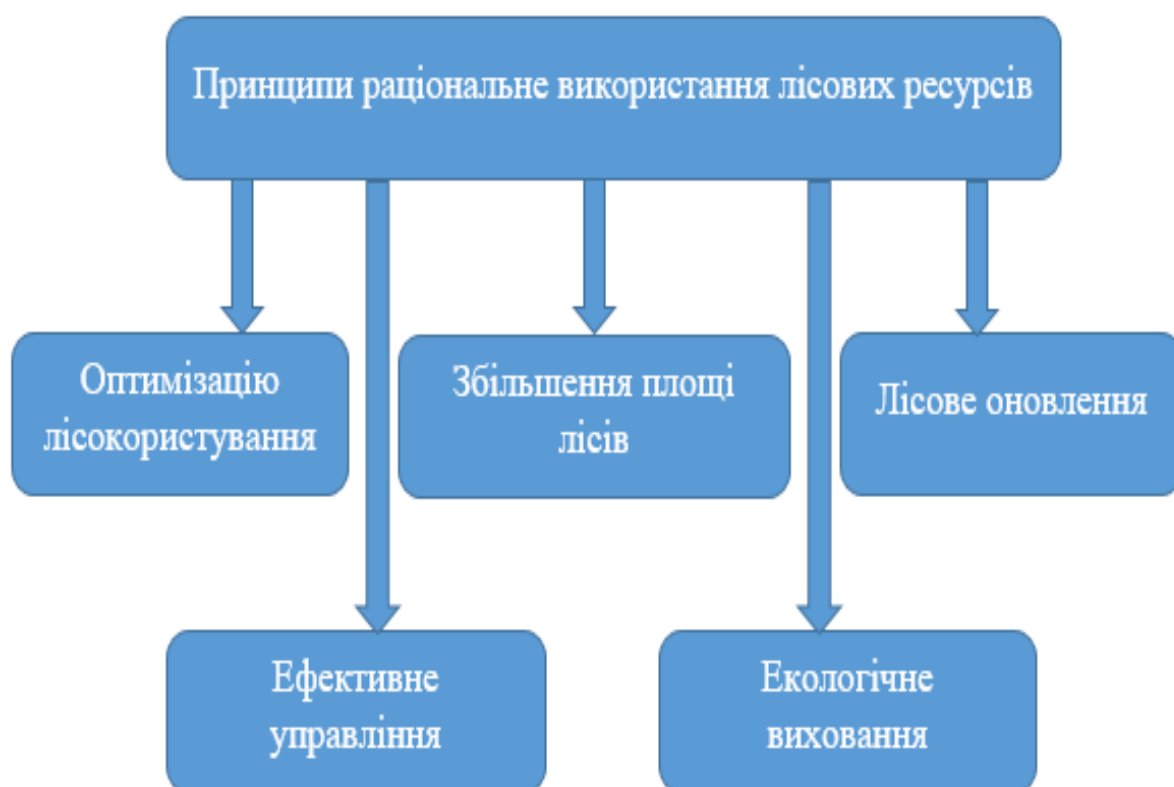 Принципи раціональне використання лісових ресурсів
Оптимізацію
лісокористування
Збільшення площі
лісів
Лісове оновлення
Ефективне
управління
Екологічне
виховання